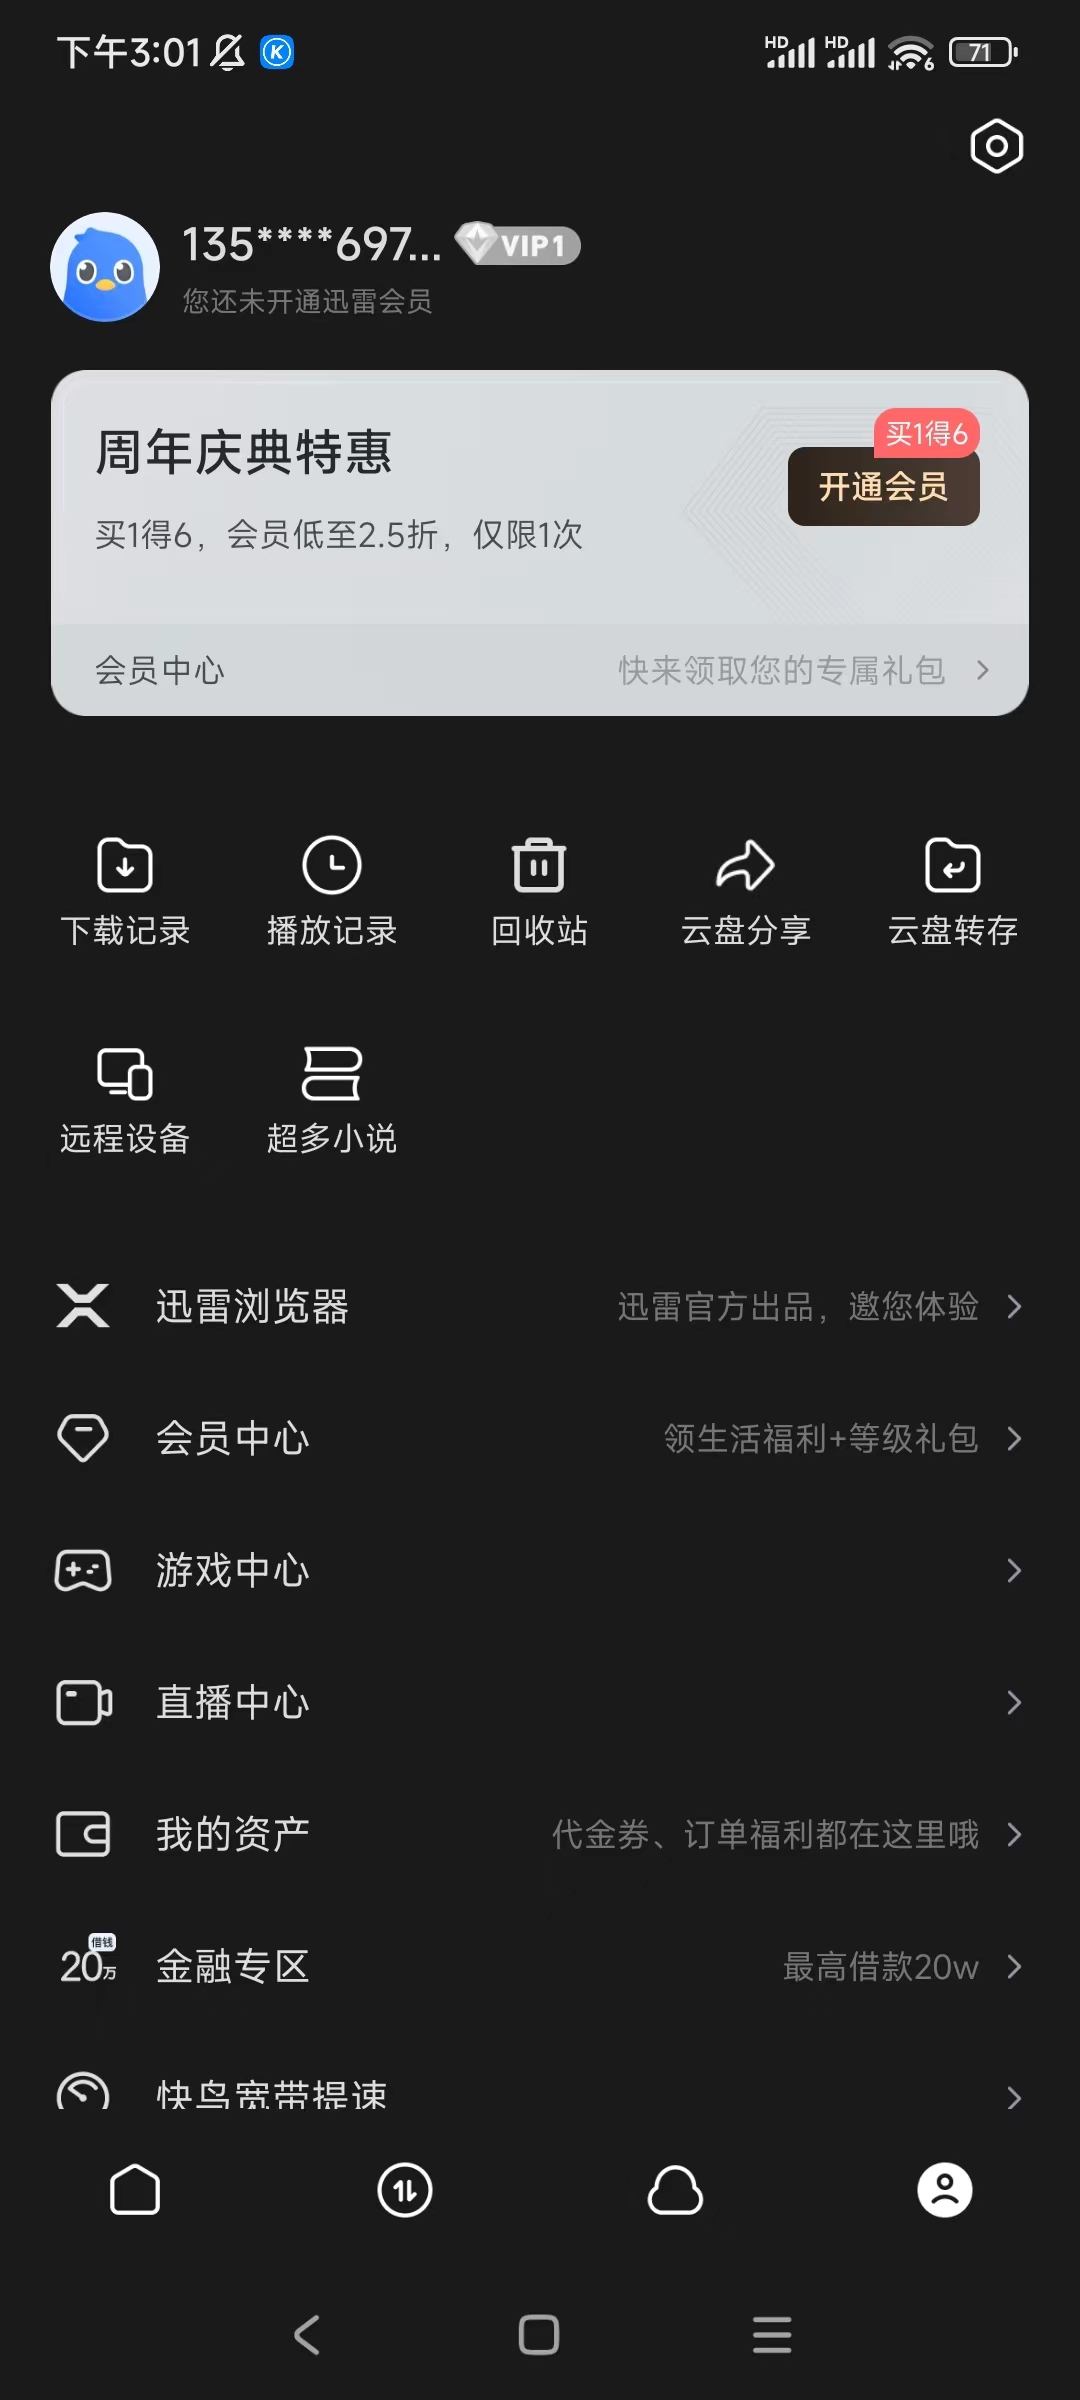 下午3:01
HD HD 6 71
135****697... VIP1
您还未开通迅雷会员
周年庆典特惠
买1得6
开通会员
买1得6，会员低至2.5折，仅限1次
会员中心 快来领取您的专属礼包
下载记录 播放记录 回收站 云盘分享 云盘转存
远程设备 超多小说
迅雷浏览器 迅雷官方出品，邀您体验
会员中心 领生活福利+等级礼包
游戏中心
直播中心
我的资产 代金券、订单福利都在这里哦
借钱
20万 金融专区 最高借款20w
快鸟宽带提速